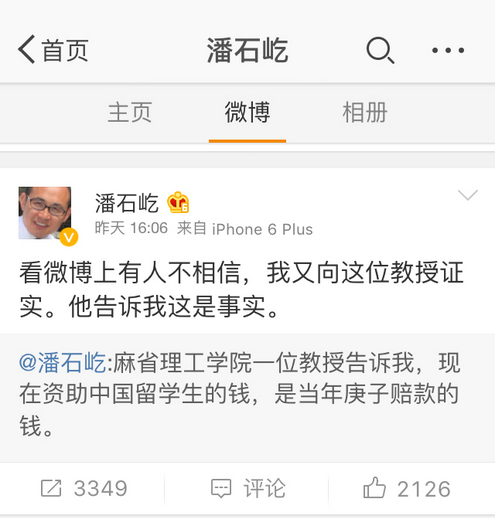 首页
潘石屹
主页
微博
相册
潘石屹
6
V
昨天 16:06 来自 iPhone 6 Plus
看微博上有人不相信，我又向这位教授证
实。他告诉我这是事实。
@潘石屹:麻省理工学院一位教授告诉我，现
在资助中国留学生的钱，是当年庚子赔款的
钱。
3349
评论
2126